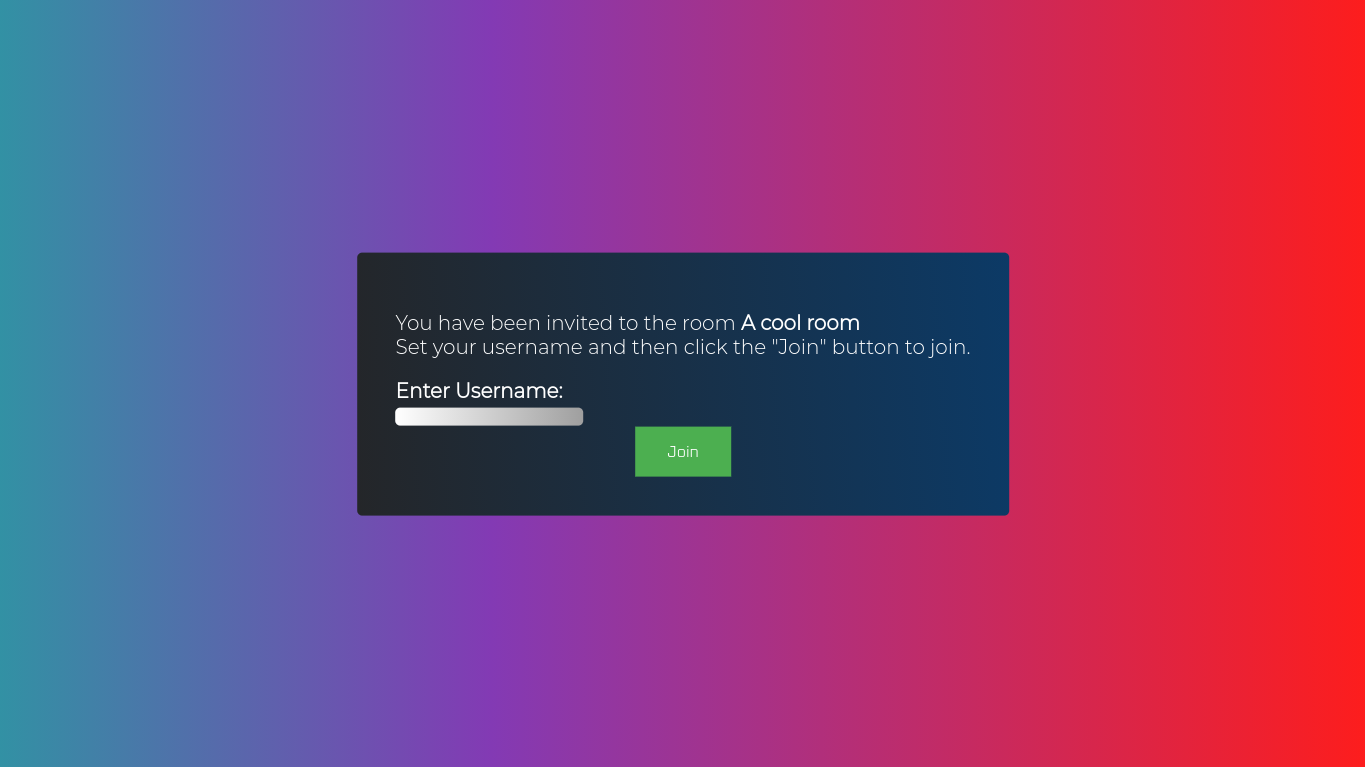 You have been invited to the room A cool room
Set your username and then click the "Join" button to join.
Enter Username:
Join